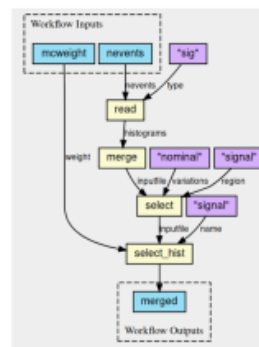 Workflow Inputs
mcweight
nevents
"sig"
nevents
type
read
histograms
merge
"nominal"
"signal"
weight
inputfile
variations
region
select
"signal"
inputfile
name
select_hist
merged
Workflow Outputs